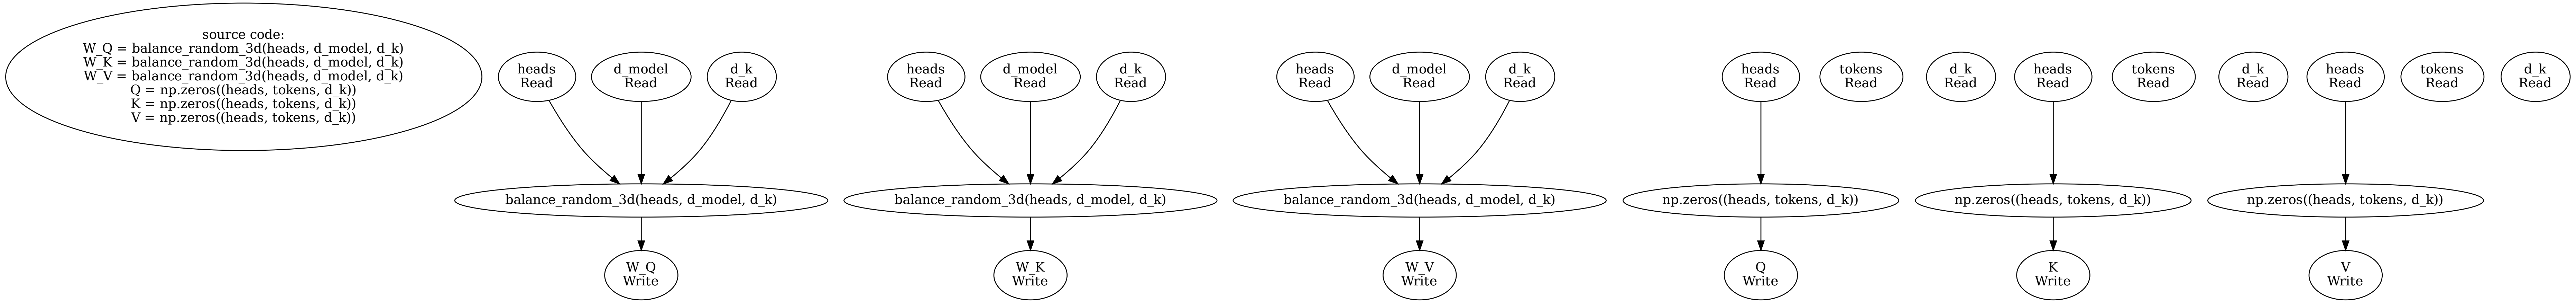 source code:
W_Q = balance_random_3d(heads, d_model, d_k)
W_K = balance_random_3d(heads, d_model, d_k)
W_V = balance_random_3d(heads, d_model, d_k)
Q = np.zeros((heads, tokens, d_k))
K = np.zeros((heads, tokens, d_k))
V = np.zeros((heads, tokens, d_k))
heads
Read
d_model
Read
d_k
Read
balance_random_3d(heads, d_model, d_k)
W_Q
Write
heads
Read
d_model
Read
d_k
Read
balance_random_3d(heads, d_model, d_k)
W_K
Write
heads
Read
d_model
Read
d_k
Read
balance_random_3d(heads, d_model, d_k)
W_V
Write
heads
Read
tokens
Read
d_k
Read
np.zeros((heads, tokens, d_k))
Q
Write
heads
Read
tokens
Read
d_k
Read
np.zeros((heads, tokens, d_k))
K
Write
heads
Read
tokens
Read
d_k
Read
np.zeros((heads, tokens, d_k))
V
Write